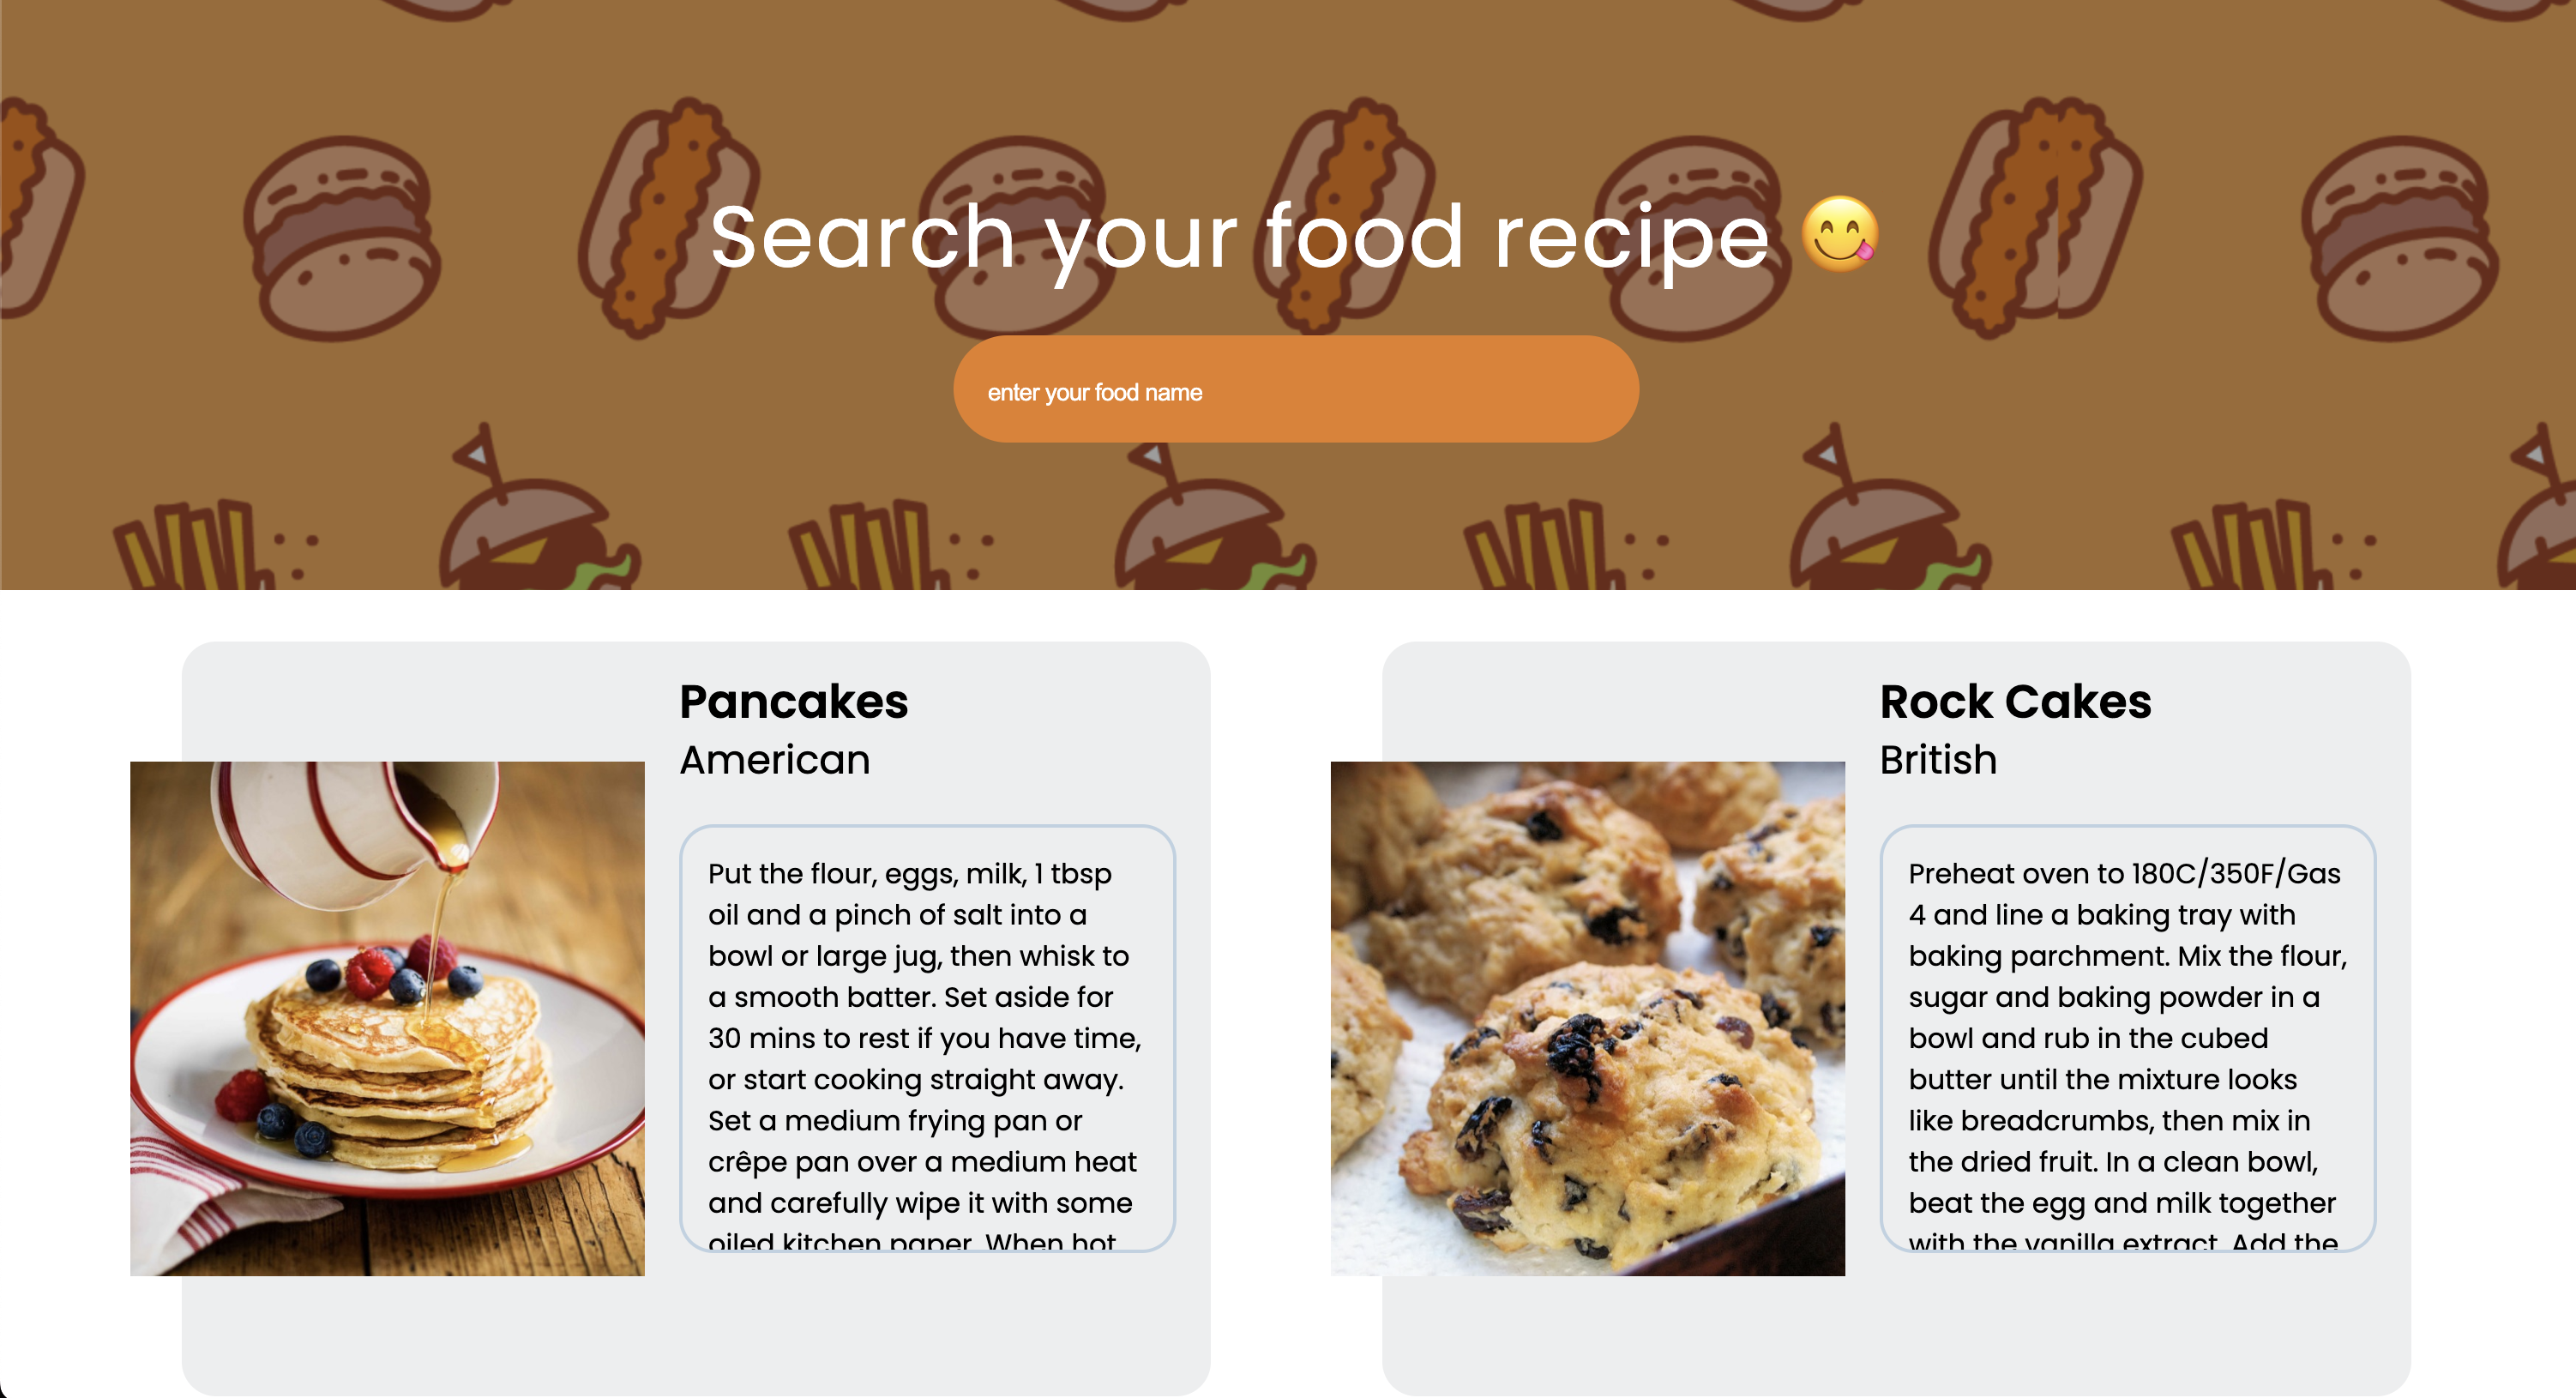 Search your food recipe 😋
enter your food name
Pancakes
American
Put the flour, eggs, milk, 1 tbsp
oil and a pinch of salt into a
bowl or large jug, then whisk to
a smooth batter. Set aside for
30 mins to rest if you have time,
or start cooking straight away.
Set a medium frying pan or
crêpe pan over a medium heat
and carefully wipe it with some
oiled kitchen paper. When hot,
Rock Cakes
British
Preheat oven to 180C/350F/Gas
4 and line a baking tray with
baking parchment. Mix the flour,
sugar and baking powder in a
bowl and rub in the cubed
butter until the mixture looks
like breadcrumbs, then mix in
the dried fruit. In a clean bowl,
beat the egg and milk together
with the vanilla extract. Add the